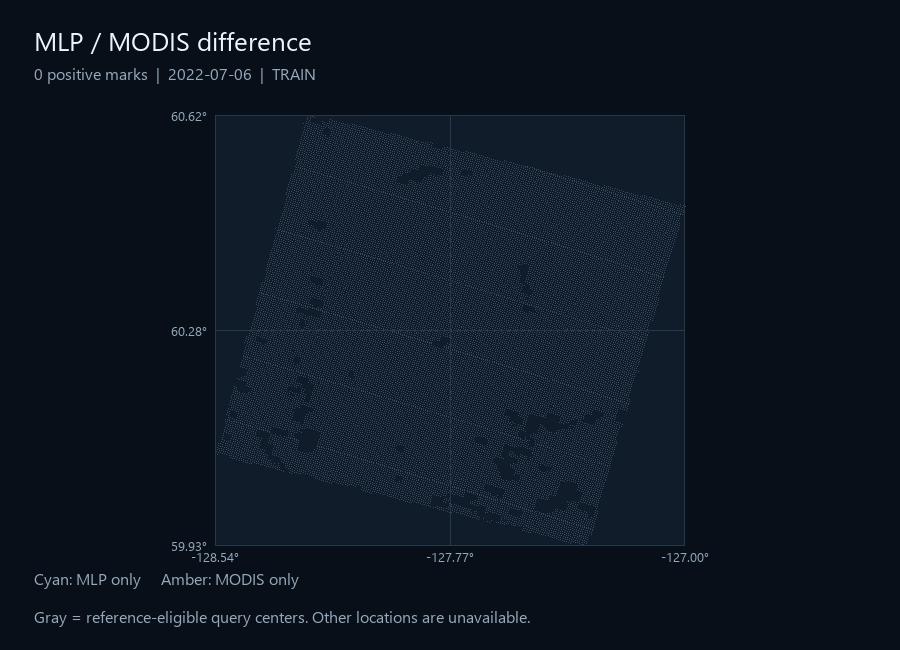 MLP / MODIS difference
0 positive marks | 2022-07-06 | TRAIN
60.62°
60.28°
59.93°
-128.54° -127.77° -127.00°
Cyan: MLP only Amber: MODIS only
Gray = reference-eligible query centers. Other locations are unavailable.